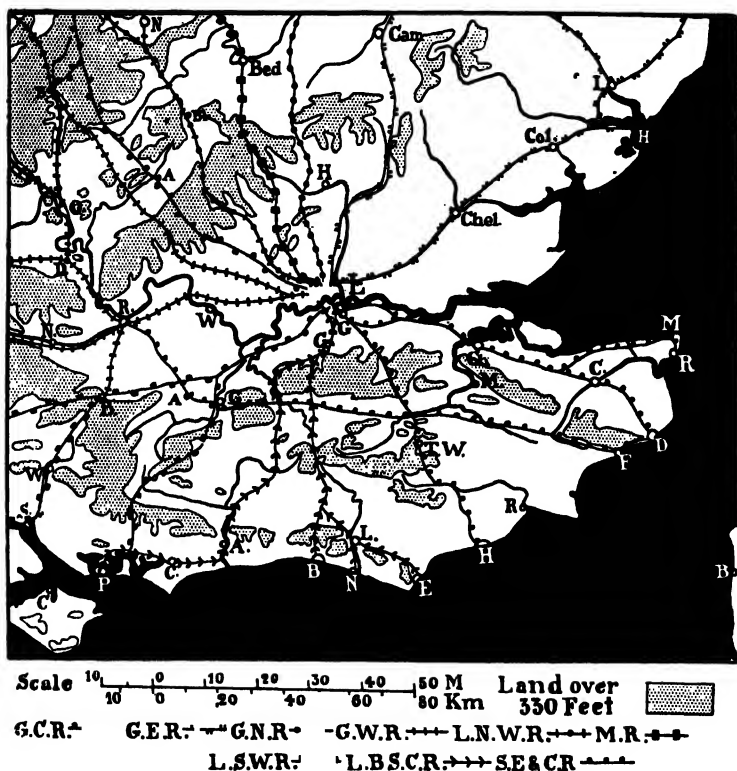 N
Cam.
Bed
L
H
Col.
B
A
H
Chel.
O
L
R
W
G
M
N
C
Ch.
C.
R
M.
B
A
G
T.W.
D
F
W
S.
R
A.
L.
H
P
C.
B
N
E
B
C
Scale 10 0 10 20 30 40 50 M
10 0 20 40 60 80 Km
Land over
330 Feet
G.C.R. G.E.R. G.N.R. G.W.R. L.N.W.R. M.R.
L.S.W.R. L.B.S.C.R. S.E & C.R